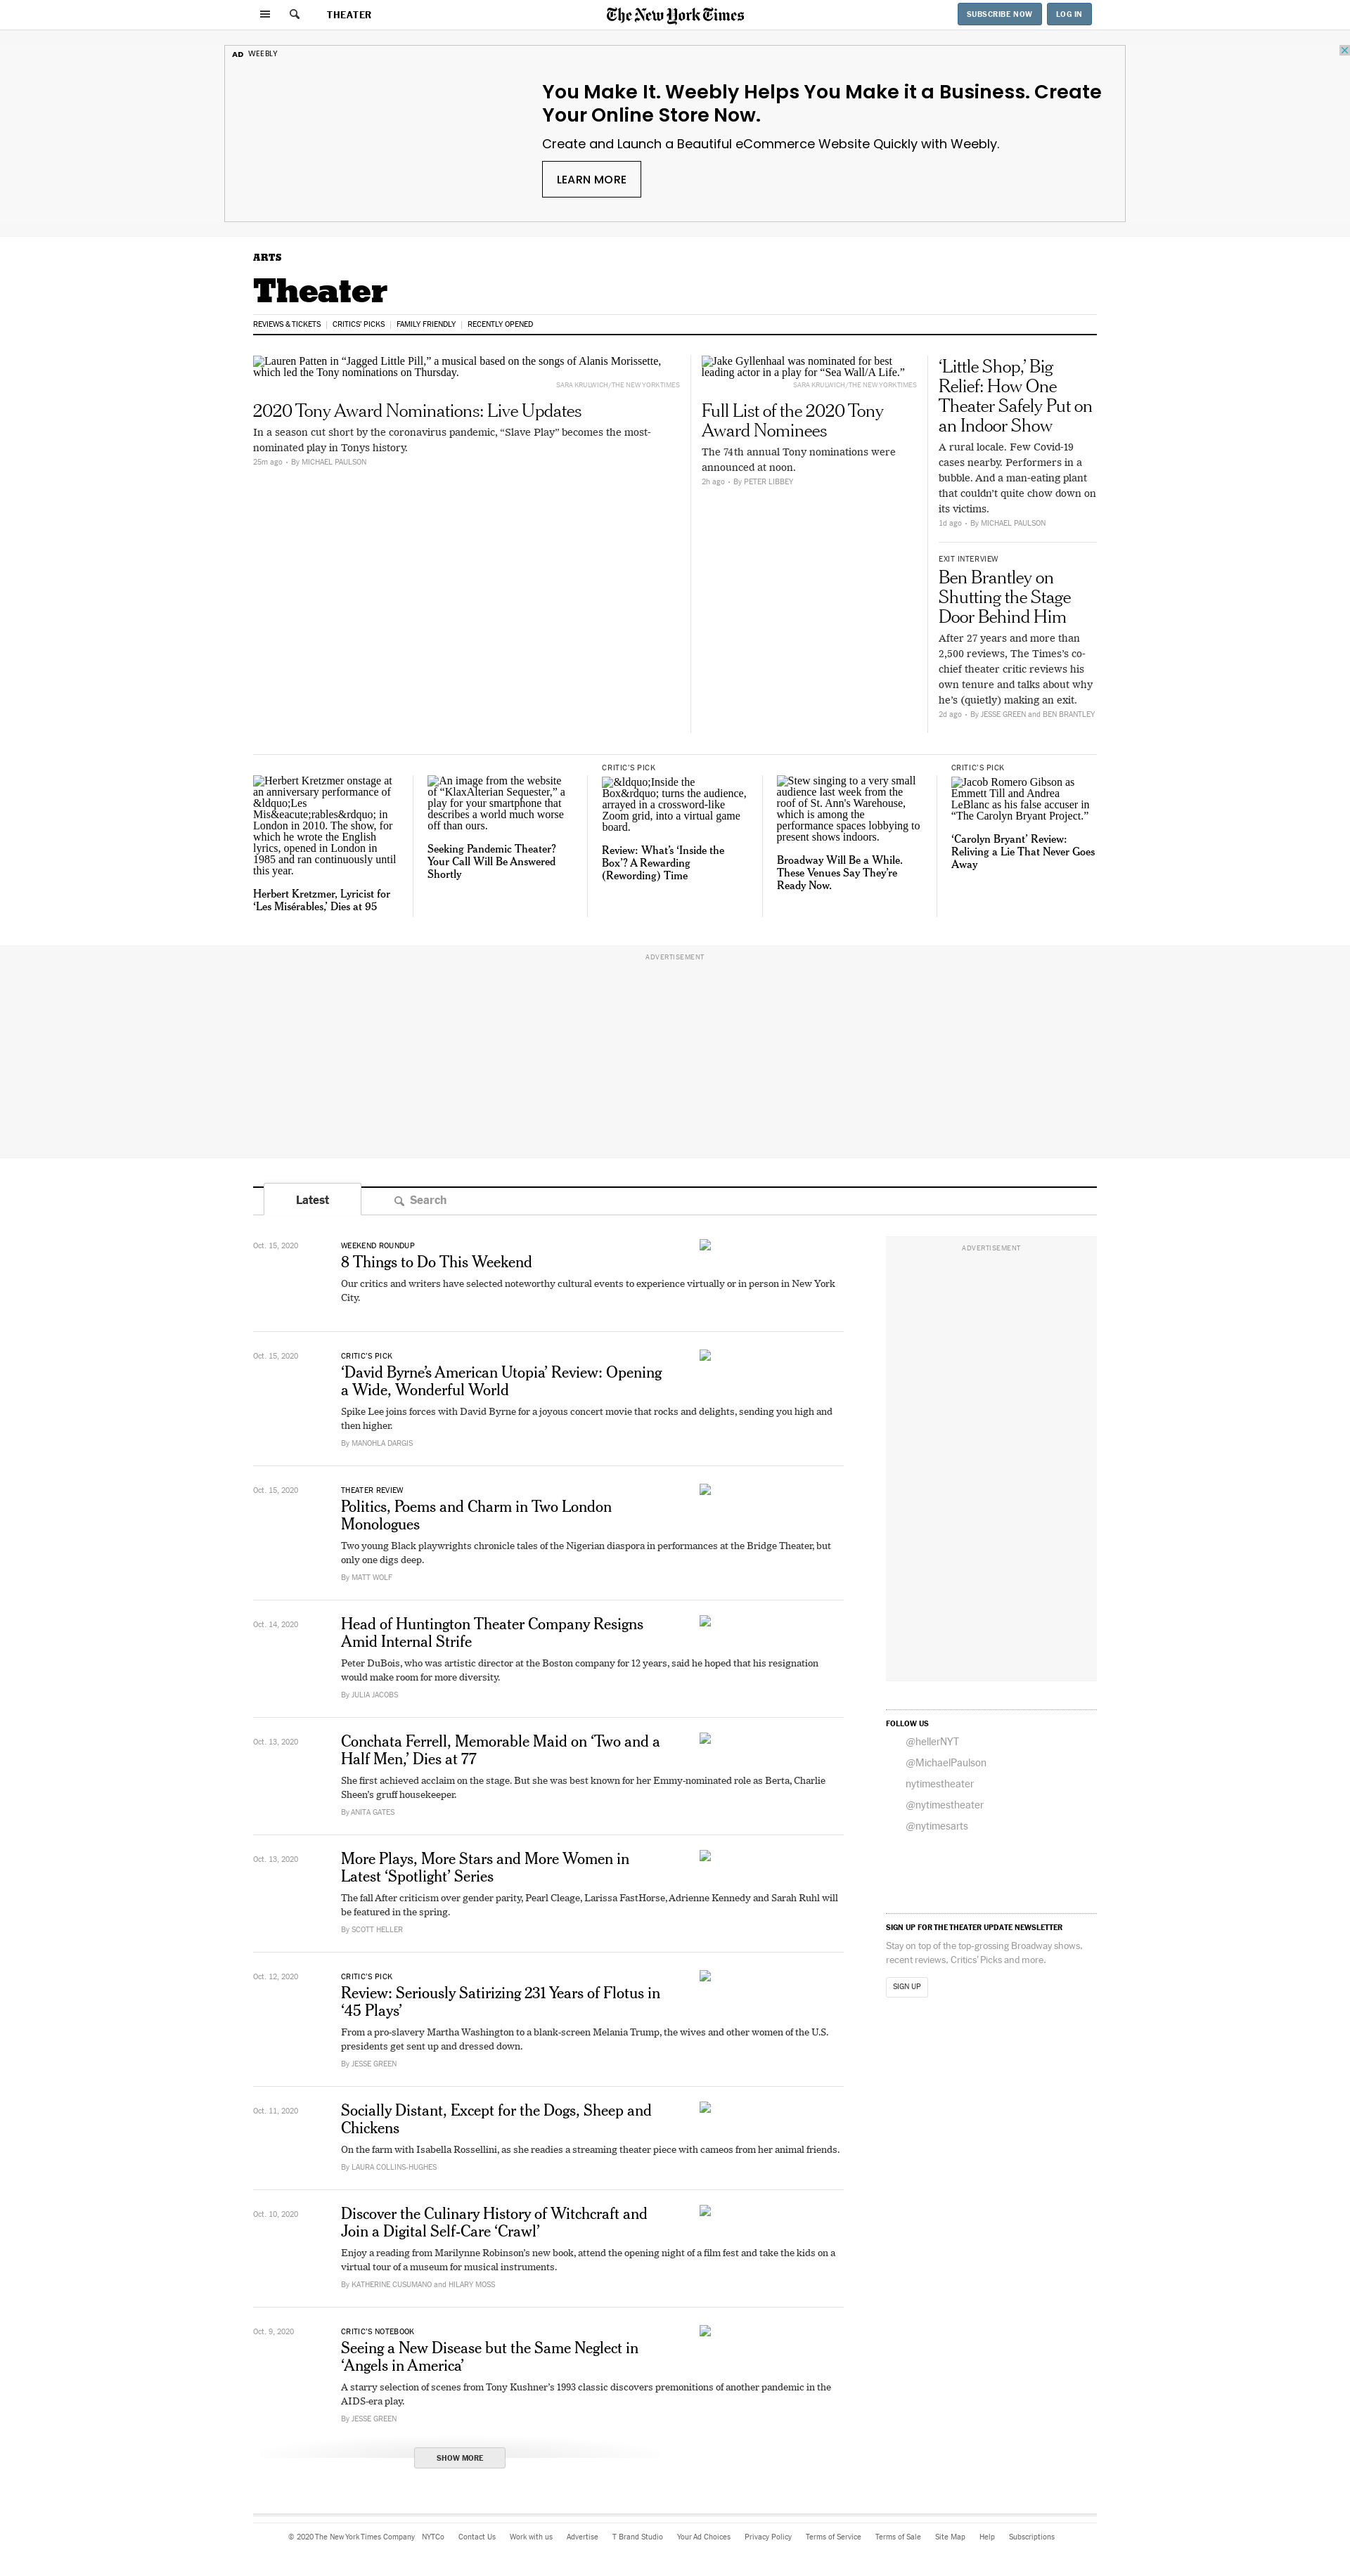 THEATER
The New York Times
SUBSCRIBE NOW
LOG IN
AD WEEBLY
You Make It. Weebly Helps You Make it a Business. Create
Your Online Store Now.
Create and Launch a Beautiful eCommerce Website Quickly with Weebly.
LEARN MORE
ARTS
Theater
REVIEWS & TICKETS | CRITICS' PICKS | FAMILY FRIENDLY | RECENTLY OPENED
Lauren Patten in “Jagged Little Pill,” a musical based on the songs of Alanis Morissette,
which led the Tony nominations on Thursday.
SARA KRULWICH/THE NEW YORK TIMES
2020 Tony Award Nominations: Live Updates
In a season cut short by the coronavirus pandemic, “Slave Play” becomes the most-
nominated play in Tonys history.
25m ago • By MICHAEL PAULSON
Jake Gyllenhaal was nominated for best
leading actor in a play for “Sea Wall/A Life.”
SARA KRULWICH/THE NEW YORK TIMES
Full List of the 2020 Tony
Award Nominees
The 74th annual Tony nominations were
announced at noon.
2h ago • By PETER LIBBEY
‘Little Shop,’ Big
Relief: How One
Theater Safely Put on
an Indoor Show
A rural locale. Few Covid-19
cases nearby. Performers in a
bubble. And a man-eating plant
that couldn’t quite chow down on
its victims.
1d ago • By MICHAEL PAULSON
EXIT INTERVIEW
Ben Brantley on
Shutting the Stage
Door Behind Him
After 27 years and more than
2,500 reviews, The Times’s co-
chief theater critic reviews his
own tenure and talks about why
he’s (quietly) making an exit.
2d ago • By JESSE GREEN and BEN BRANTLEY
Herbert Kretzmer onstage at
an anniversary performance of
&ldquo;Les
Mis&eacute;rables&rdquo; in
London in 2010. The show, for
which he wrote the English
lyrics, opened in London in
1985 and ran continuously until
this year.
Herbert Kretzmer, Lyricist for
‘Les Misérables,’ Dies at 95
An image from the website
of “KlaxAlterian Sequester,” a
play for your smartphone that
describes a world much worse
off than ours.
Seeking Pandemic Theater?
Your Call Will Be Answered
Shortly
CRITIC’S PICK
&ldquo;Inside the
Box&rdquo; turns the audience,
arrayed in a crossword-like
Zoom grid, into a virtual game
board.
Review: What’s ‘Inside the
Box’? A Rewarding
(Rewording) Time
Stew singing to a very small
audience last week from the
roof of St. Ann's Warehouse,
which is among the
performance spaces lobbying to
present shows indoors.
Broadway Will Be a While.
These Venues Say They’re
Ready Now.
CRITIC’S PICK
Jacob Romero Gibson as
Emmett Till and Andrea
LeBlanc as his false accuser in
“The Carolyn Bryant Project.”
‘Carolyn Bryant’ Review:
Reliving a Lie That Never Goes
Away
ADVERTISEMENT
Latest
Search
Oct. 15, 2020
WEEKEND ROUNDUP
8 Things to Do This Weekend
Our critics and writers have selected noteworthy cultural events to experience virtually or in person in New York
City.
Oct. 15, 2020
CRITIC’S PICK
‘David Byrne’s American Utopia’ Review: Opening
a Wide, Wonderful World
Spike Lee joins forces with David Byrne for a joyous concert movie that rocks and delights, sending you high and
then higher.
By MANOHLA DARGIS
Oct. 15, 2020
THEATER REVIEW
Politics, Poems and Charm in Two London
Monologues
Two young Black playwrights chronicle tales of the Nigerian diaspora in performances at the Bridge Theater, but
only one digs deep.
By MATT WOLF
Oct. 14, 2020
Head of Huntington Theater Company Resigns
Amid Internal Strife
Peter DuBois, who was artistic director at the Boston company for 12 years, said he hoped that his resignation
would make room for more diversity.
By JULIA JACOBS
Oct. 13, 2020
Conchata Ferrell, Memorable Maid on ‘Two and a
Half Men,’ Dies at 77
She first achieved acclaim on the stage. But she was best known for her Emmy-nominated role as Berta, Charlie
Sheen’s gruff housekeeper.
By ANITA GATES
Oct. 13, 2020
More Plays, More Stars and More Women in
Latest ‘Spotlight’ Series
The fall After criticism over gender parity, Pearl Cleage, Larissa FastHorse, Adrienne Kennedy and Sarah Ruhl will
be featured in the spring.
By SCOTT HELLER
Oct. 12, 2020
CRITIC’S PICK
Review: Seriously Satirizing 231 Years of Flotus in
‘45 Plays’
From a pro-slavery Martha Washington to a blank-screen Melania Trump, the wives and other women of the U.S.
presidents get sent up and dressed down.
By JESSE GREEN
Oct. 11, 2020
Socially Distant, Except for the Dogs, Sheep and
Chickens
On the farm with Isabella Rossellini, as she readies a streaming theater piece with cameos from her animal friends.
By LAURA COLLINS-HUGHES
Oct. 10, 2020
Discover the Culinary History of Witchcraft and
Join a Digital Self-Care ‘Crawl’
Enjoy a reading from Marilynne Robinson’s new book, attend the opening night of a film fest and take the kids on a
virtual tour of a museum for musical instruments.
By KATHERINE CUSUMANO and HILARY MOSS
Oct. 9, 2020
CRITIC’S NOTEBOOK
Seeing a New Disease but the Same Neglect in
‘Angels in America’
A starry selection of scenes from Tony Kushner’s 1993 classic discovers premonitions of another pandemic in the
AIDS-era play.
By JESSE GREEN
SHOW MORE
ADVERTISEMENT
FOLLOW US
@hellerNYT
@MichaelPaulson
nytimestheater
@nytimestheater
@nytimesarts
SIGN UP FOR THE THEATER UPDATE NEWSLETTER
Stay on top of the top-grossing Broadway shows,
recent reviews, Critics’ Picks and more.
SIGN UP
© 2020 The New York Times Company NYTCo Contact Us Work with us Advertise T Brand Studio Your Ad Choices Privacy Policy Terms of Service Terms of Sale Site Map Help Subscriptions